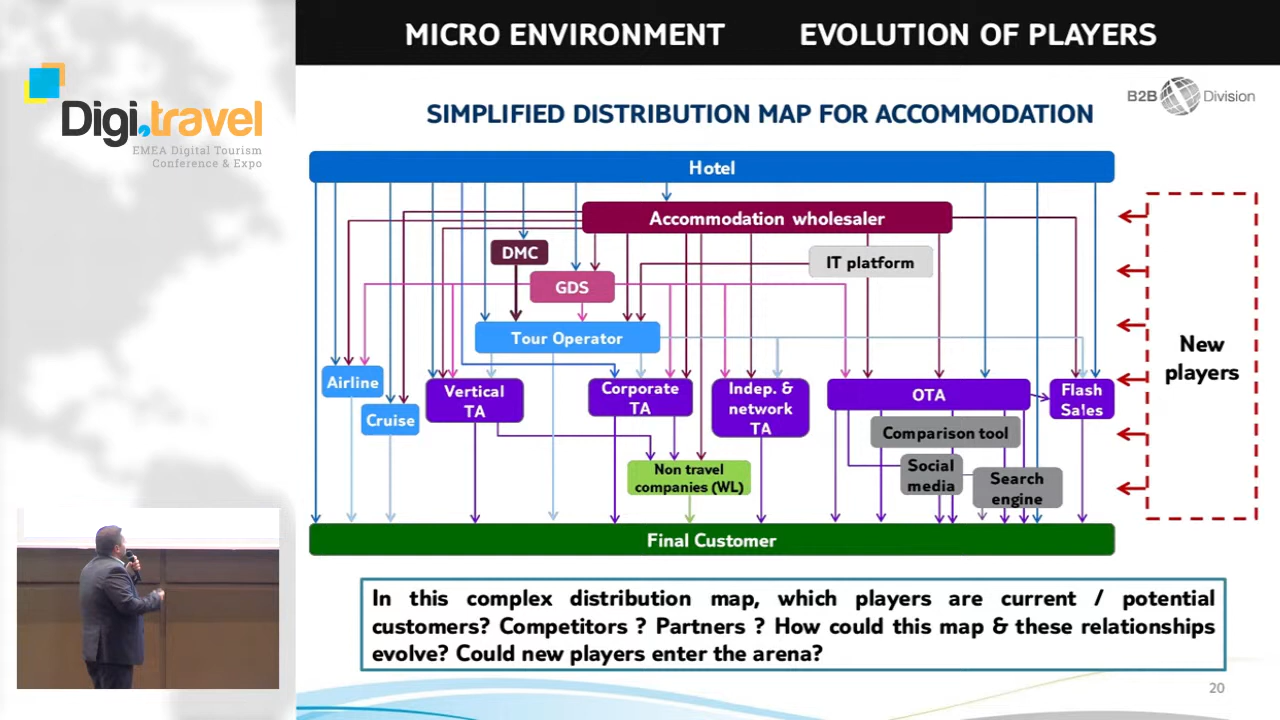 MICRO ENVIRONMENT EVOLUTION OF PLAYERS
Digi.travel
EMEA Digital Tourism
Conference & Expo
B2B Division
SIMPLIFIED DISTRIBUTION MAP FOR ACCOMMODATION
Hotel
Accommodation wholesaler
DMC
IT platform
GDS
Tour Operator
New
players
Airline
Cruise
Vertical
TA
Corporate
TA
Indep. &
network
TA
OTA
Flash
Sales
Comparison tool
Non travel
companies (WL)
Social
media
Search
engine
Final Customer
In this complex distribution map, which players are current / potential
customers? Competitors ? Partners ? How could this map & these relationships
evolve? Could new players enter the arena?
20